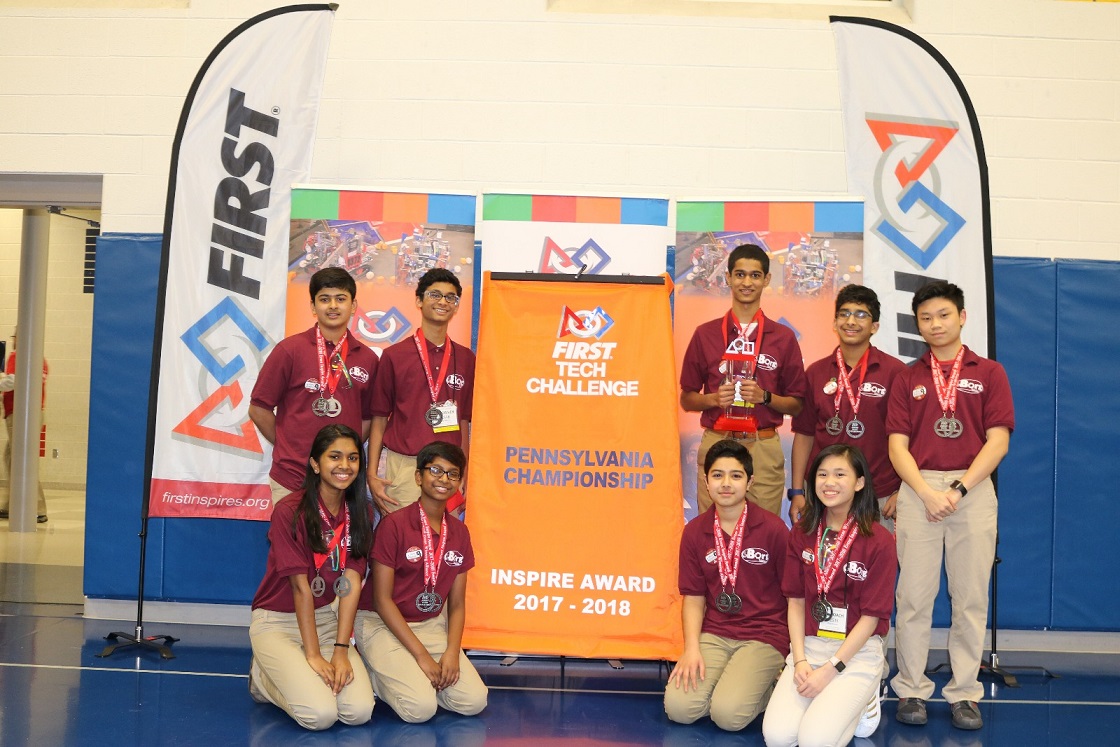 FIRST
firstinspires.org
FIRST
TECH
CHALLENGE
PENNSYLVANIA
CHAMPIONSHIP
INSPIRE AWARD
2017 - 2018